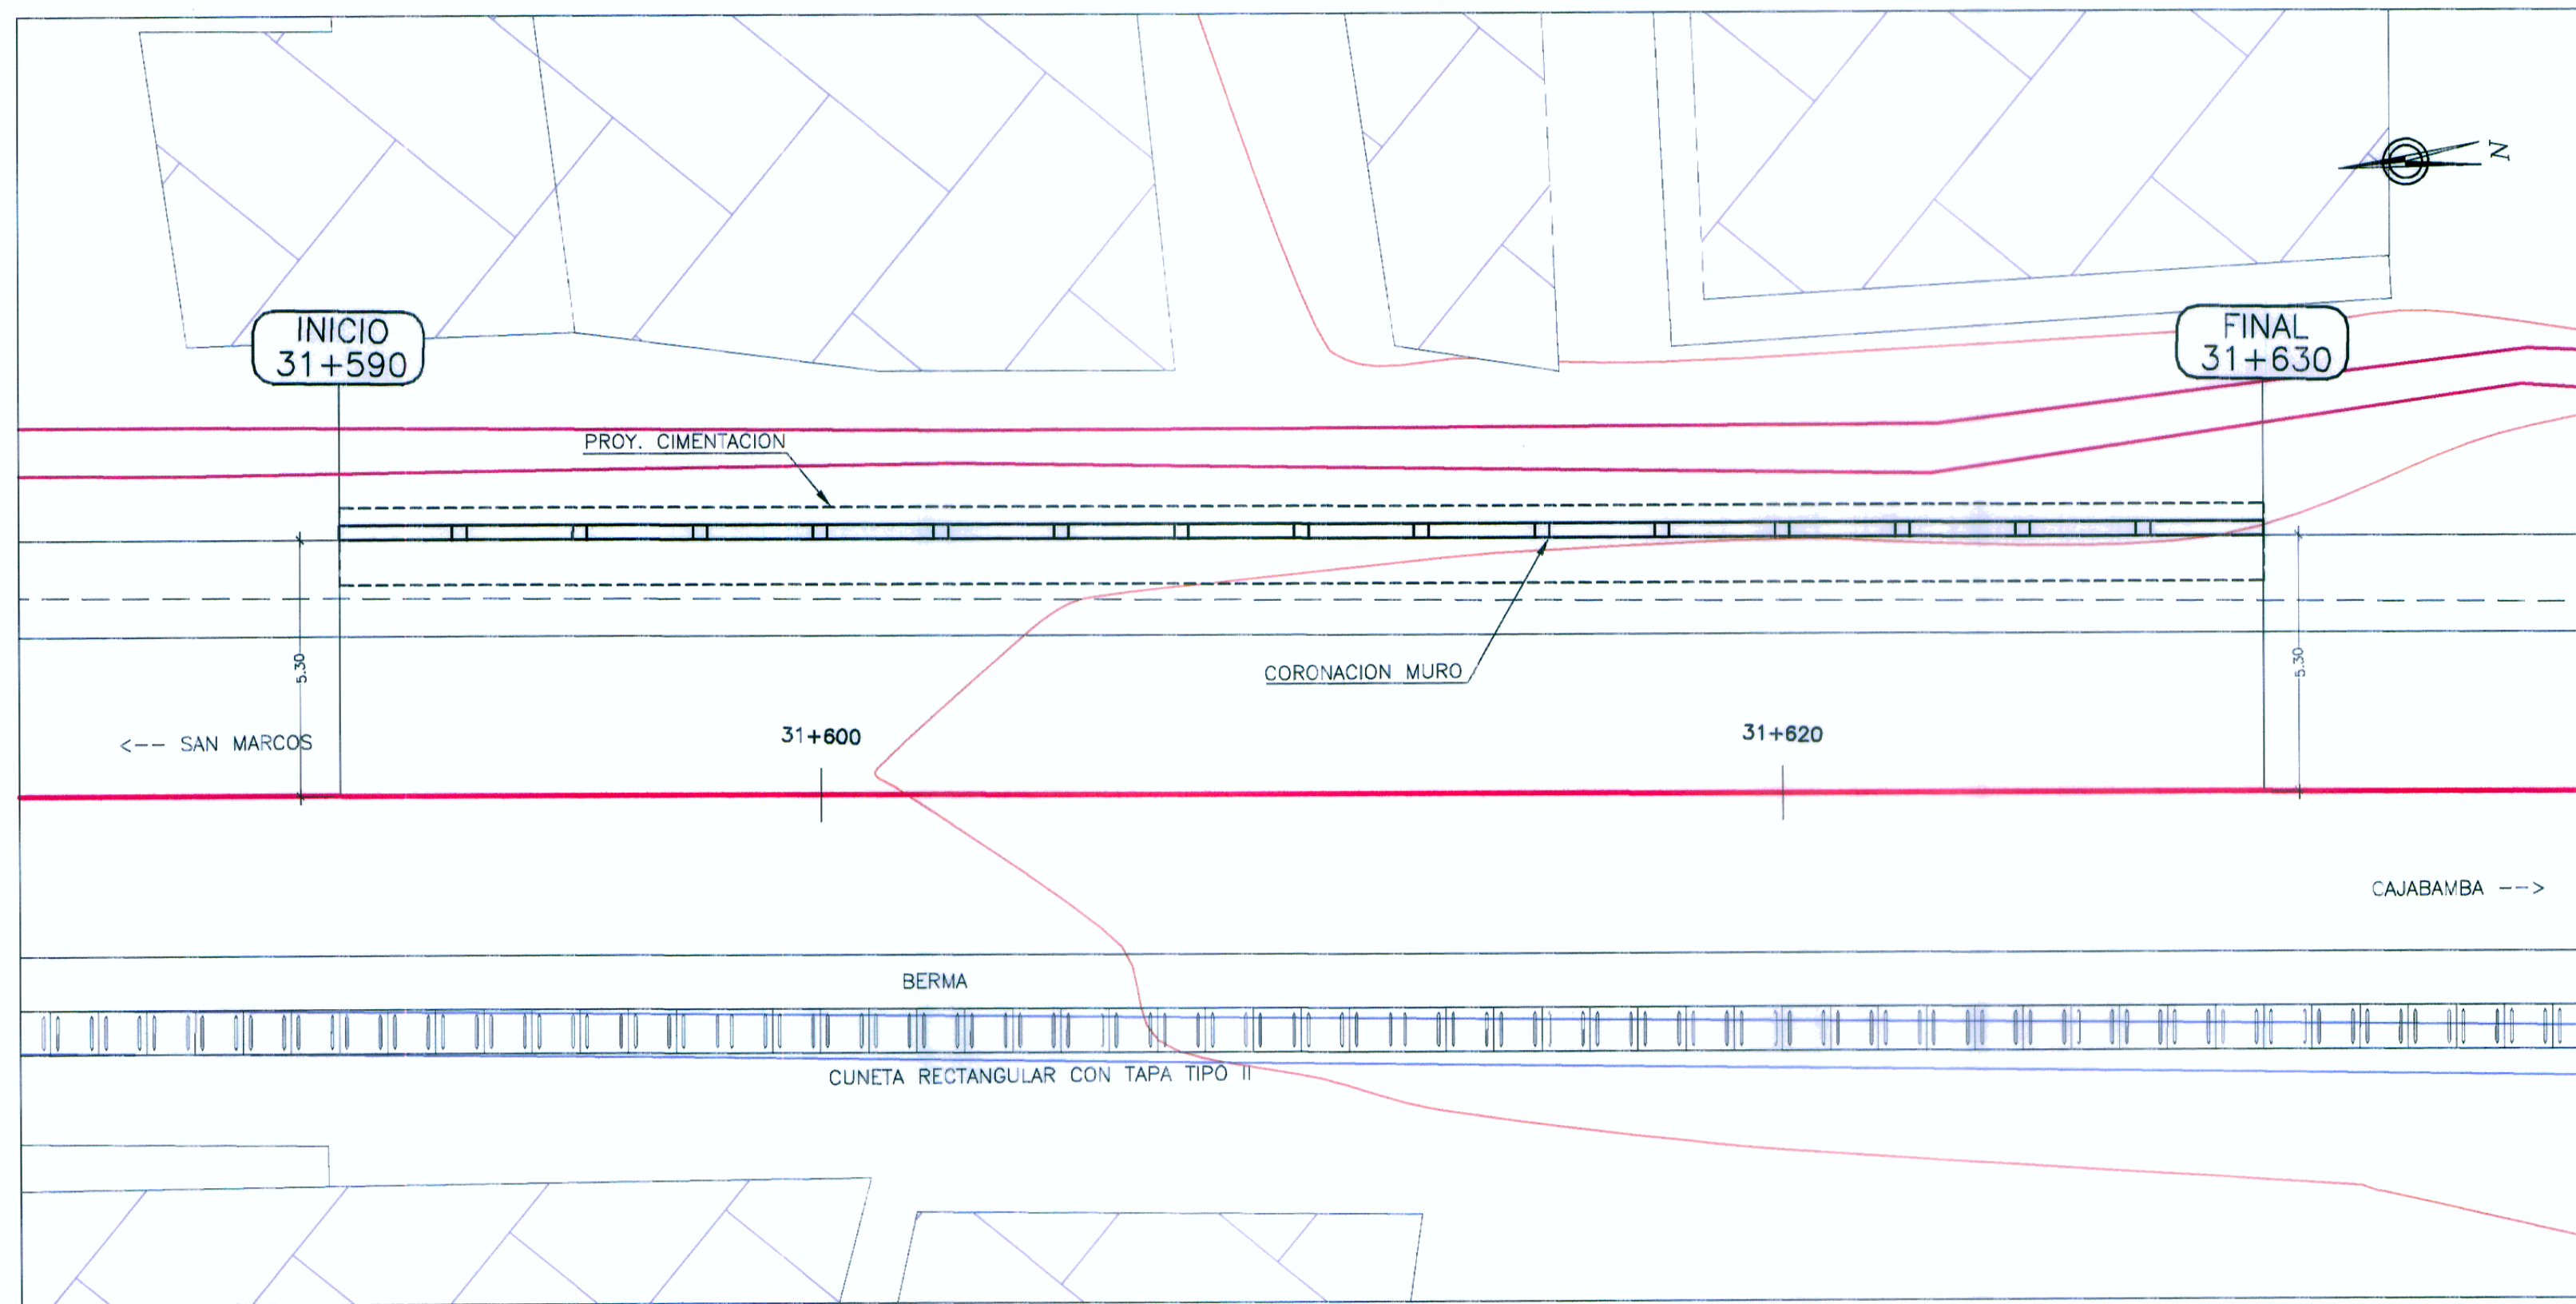 N
INICIO
31+590
FINAL
31+630
PROY. CIMENTACION
5.30
5.30
CORONACION MURO
<-- SAN MARCOS
31+600
31+620
CAJABAMBA -->
BERMA
CUNETA RECTANGULAR CON TAPA TIPO II